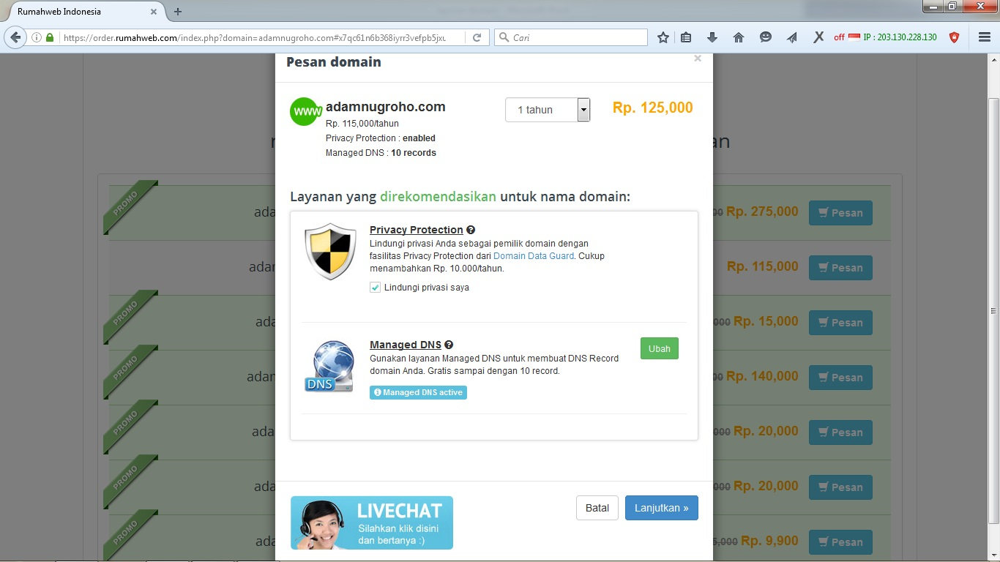 Rumahweb Indonesia
https://order.rumahweb.com/index.php?domain=adamnugroho.com#x7qc61n6b368iyrr3vefpb5jxu
Cari
off IP : 203.130.228.130
Pesan domain
×
www
adamnugroho.com
1 tahun
Rp. 125,000
Rp. 115,000/tahun
Privacy Protection : enabled
Managed DNS : 10 records
Layanan yang direkomendasikan untuk nama domain:
Privacy Protection
Lindungi privasi Anda sebagai pemilik domain dengan
fasilitas Privacy Protection dari Domain Data Guard. Cukup
menambahkan Rp. 10.000/tahun.
Lindungi privasi saya
DNS
Managed DNS
Ubah
Gunakan layanan Managed DNS untuk membuat DNS Record
domain Anda. Gratis sampai dengan 10 record.
Managed DNS active
LIVECHAT
Silahkan klik disini
dan bertanya :)
Batal
Lanjutkan »
an
PROMO
ada
00 Rp. 275,000
Pesan
adam
Rp. 115,000
Pesan
PROMO
ada
000 Rp. 15,000
Pesan
PROMO
adam
00 Rp. 140,000
Pesan
PROMO
ada
000 Rp. 20,000
Pesan
PROMO
ada
000 Rp. 20,000
Pesan
PROMO
ada
5,000 Rp. 9,900
Pesan